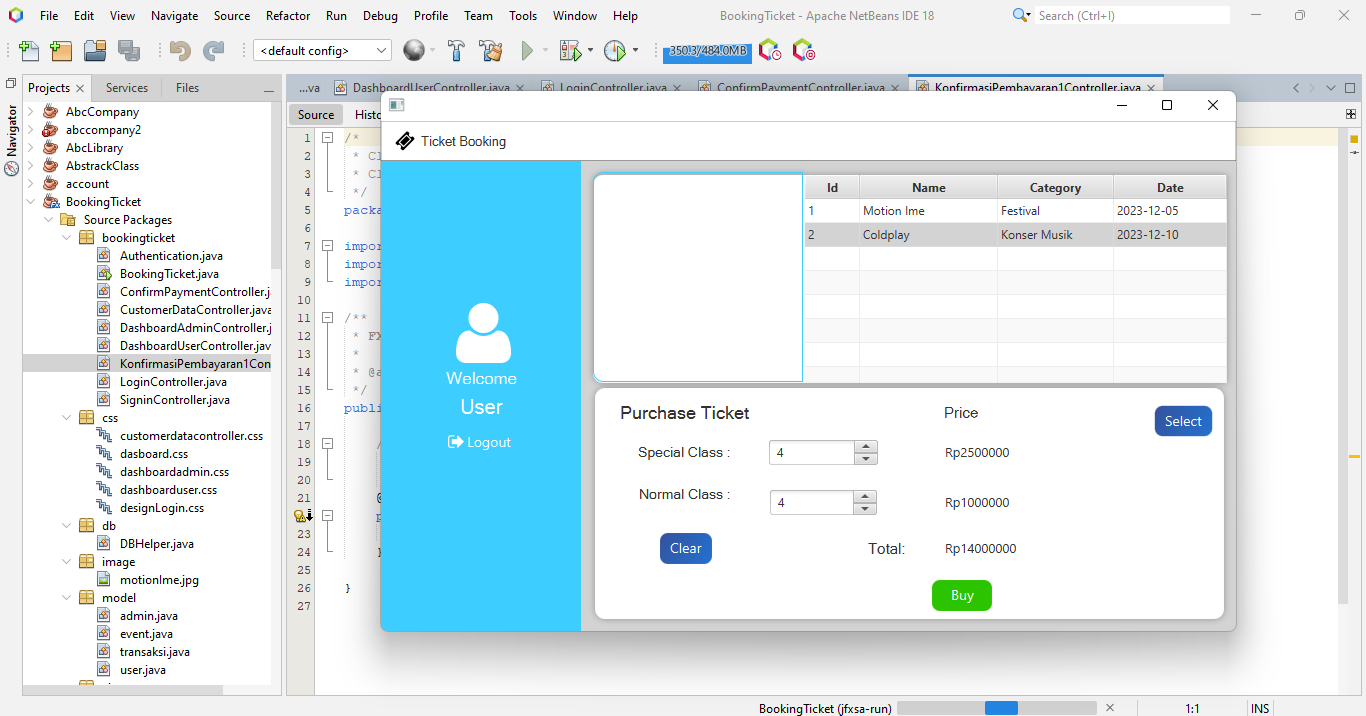 File Edit View Navigate Source Refactor Run Debug Profile Team Tools Window Help
BookingTicket - Apache NetBeans IDE 18
Search (Ctrl+I)
<default config>
350.3/484.0MB
Projects
Services
Files
...va
DashboardUserController.java
LoginController.java
ConfirmPaymentController.java
KonfirmasiPembayaran1Controller.java
Navigator
Source
Histo
AbcCompany
abccompany2
AbcLibrary
AbstrackClass
account
BookingTicket
Source Packages
bookingticket
Authentication.java
BookingTicket.java
ConfirmPaymentController.j
CustomerDataController.java
DashboardAdminController.j
DashboardUserController.jav
KonfirmasiPembayaran1Con
LoginController.java
SigninController.java
css
customerdatacontroller.css
dasboard.css
dashboardadmin.css
dashboarduser.css
designLogin.css
db
DBHelper.java
image
motionIme.jpg
model
admin.java
event.java
transaksi.java
user.java
1 /*
2 * Cl
3 * Cl
4 */
5 packa
6
7 impor
8 impor
9 impor
10
11 /**
12 * FX
13 *
14 * @a
15 */
16 publi
17
18 /
19
20
21 @
p
23
24 }
25
26 }
27
Ticket Booking
Welcome
User
Logout
Id Name Category Date
1 Motion Ime Festival 2023-12-05
2 Coldplay Konser Musik 2023-12-10
Purchase Ticket
Price
Select
Special Class :
4
Rp2500000
Normal Class :
4
Rp1000000
Clear
Total:
Rp14000000
Buy
BookingTicket (jfxsa-run)
1:1
INS